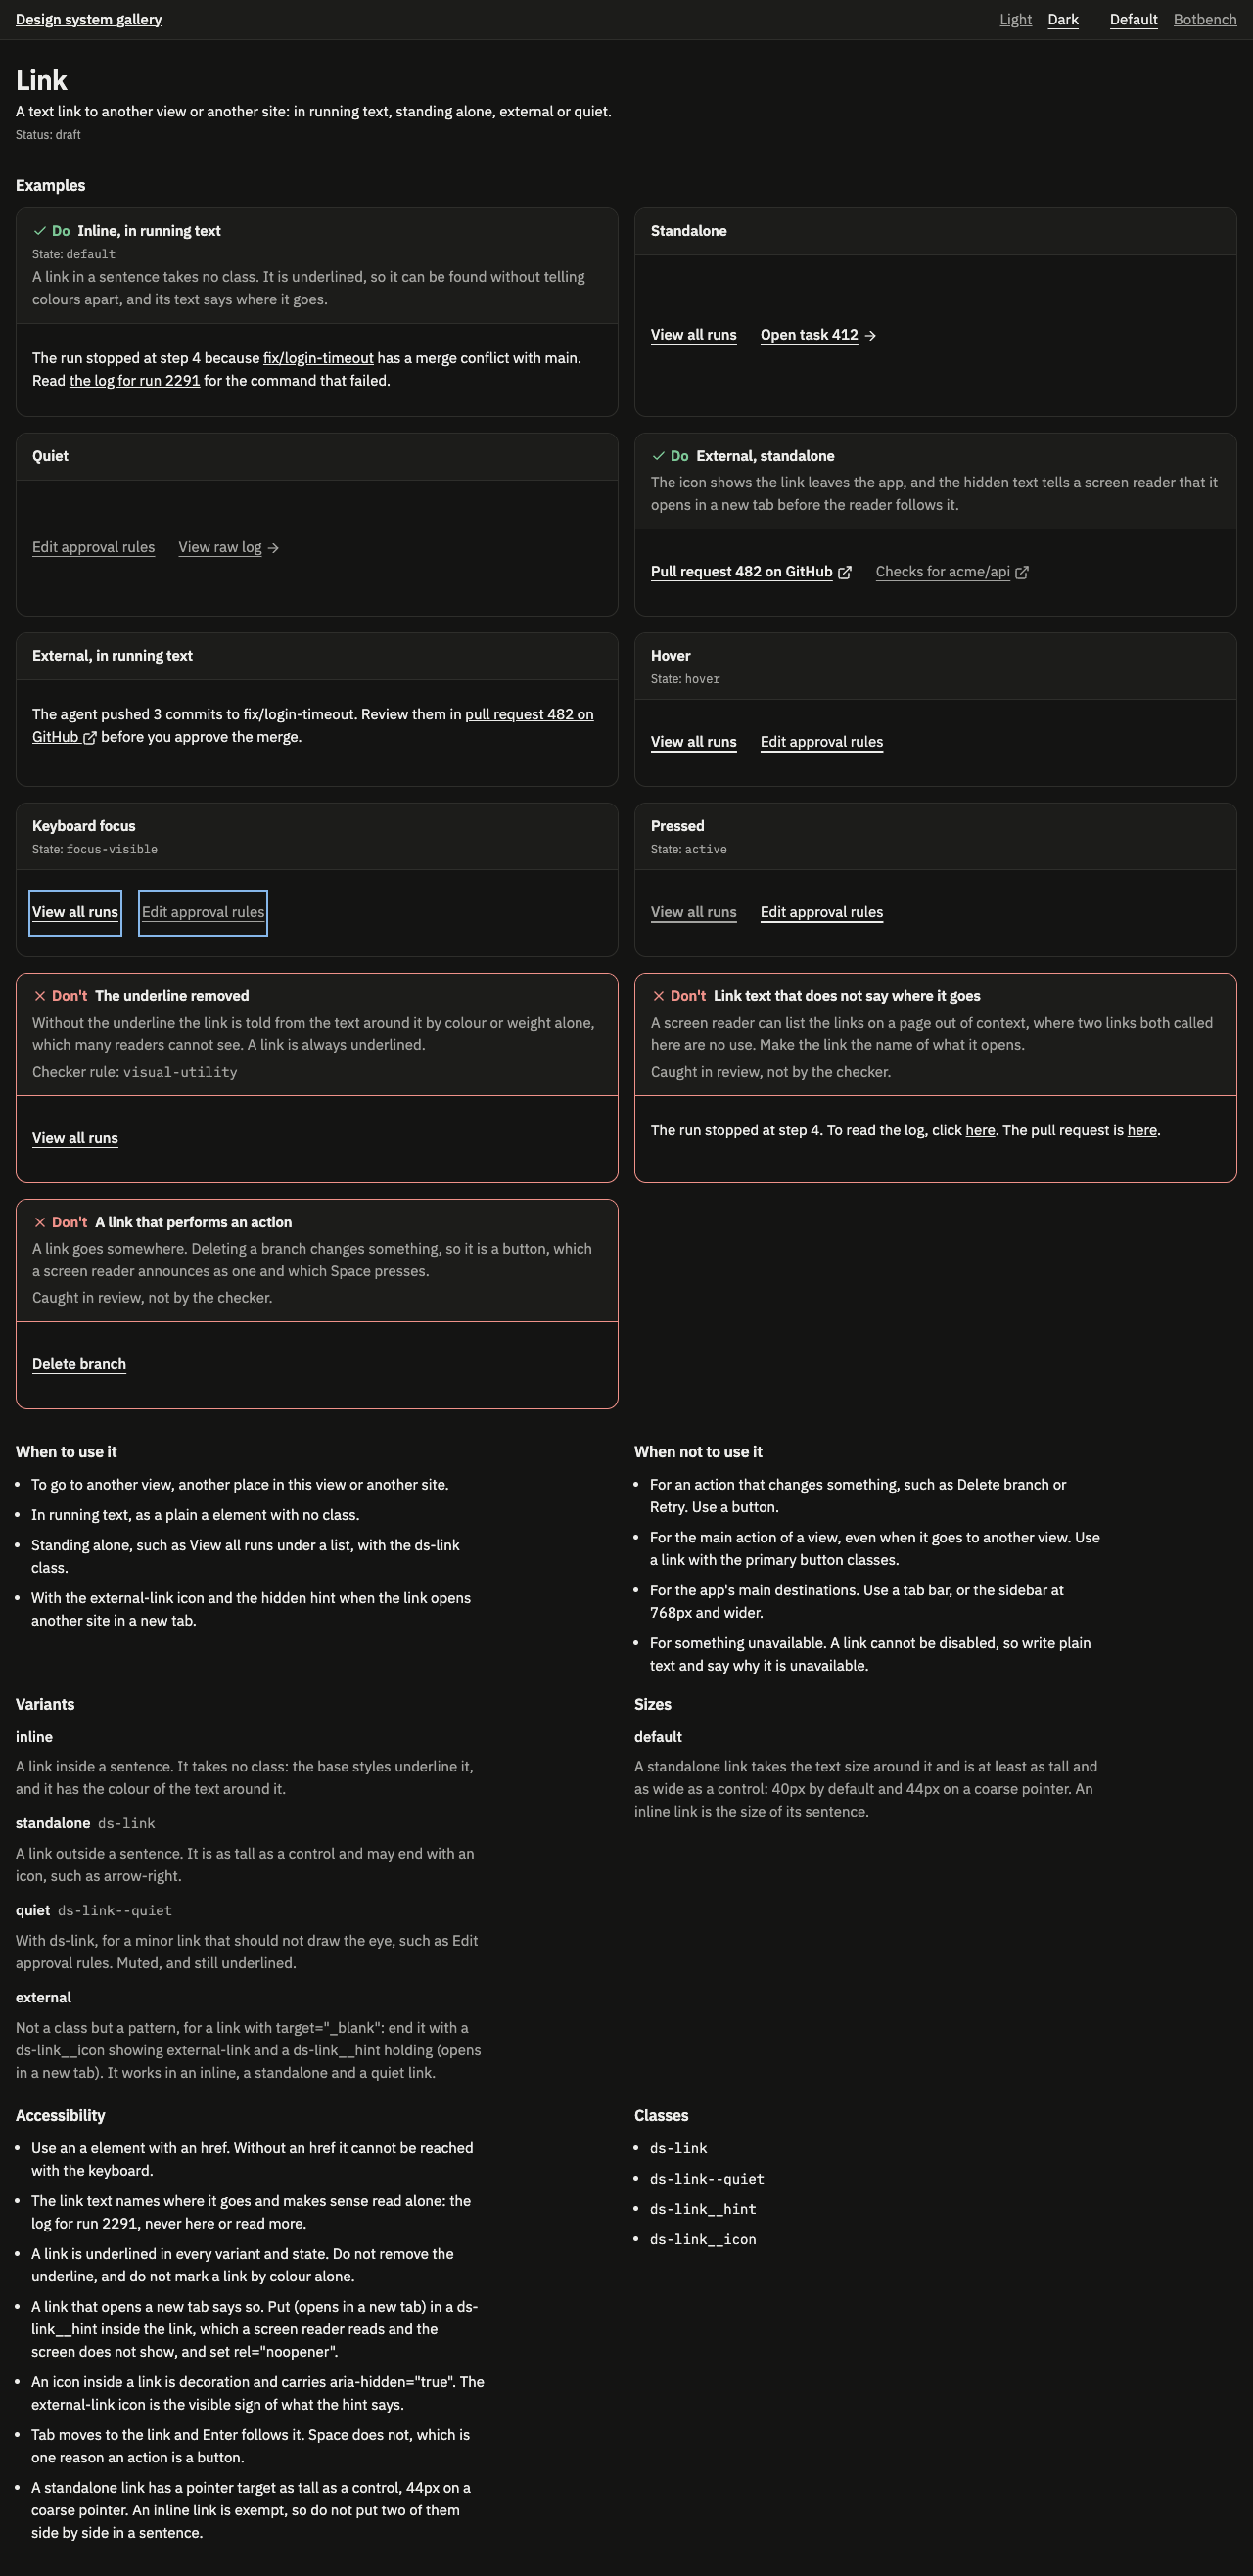 Design system gallery
Light Dark Default Botbench
Link
A text link to another view or another site: in running text, standing alone, external or quiet.
Status: draft
Examples
Do Inline, in running text
State: default
A link in a sentence takes no class. It is underlined, so it can be found without telling
colours apart, and its text says where it goes.
The run stopped at step 4 because fix/login-timeout has a merge conflict with main.
Read the log for run 2291 for the command that failed.
Standalone
View all runs Open task 412
Quiet
Edit approval rules View raw log
Do External, standalone
The icon shows the link leaves the app, and the hidden text tells a screen reader that it
opens in a new tab before the reader follows it.
Pull request 482 on GitHub Checks for acme/api
External, in running text
The agent pushed 3 commits to fix/login-timeout. Review them in pull request 482 on
GitHub before you approve the merge.
Hover
State: hover
View all runs Edit approval rules
Keyboard focus
State: focus-visible
View all runs Edit approval rules
Pressed
State: active
View all runs Edit approval rules
Don't The underline removed
Without the underline the link is told from the text around it by colour or weight alone,
which many readers cannot see. A link is always underlined.
Checker rule: visual-utility
View all runs
Don't Link text that does not say where it goes
A screen reader can list the links on a page out of context, where two links both called
here are no use. Make the link the name of what it opens.
Caught in review, not by the checker.
The run stopped at step 4. To read the log, click here. The pull request is here.
Don't A link that performs an action
A link goes somewhere. Deleting a branch changes something, so it is a button, which
a screen reader announces as one and which Space presses.
Caught in review, not by the checker.
Delete branch
When to use it
To go to another view, another place in this view or another site.
In running text, as a plain a element with no class.
Standing alone, such as View all runs under a list, with the ds-link
class.
With the external-link icon and the hidden hint when the link opens
another site in a new tab.
When not to use it
For an action that changes something, such as Delete branch or
Retry. Use a button.
For the main action of a view, even when it goes to another view. Use
a link with the primary button classes.
For the app's main destinations. Use a tab bar, or the sidebar at
768px and wider.
For something unavailable. A link cannot be disabled, so write plain
text and say why it is unavailable.
Variants
inline
A link inside a sentence. It takes no class: the base styles underline it,
and it has the colour of the text around it.
standalone ds-link
A link outside a sentence. It is as tall as a control and may end with an
icon, such as arrow-right.
quiet ds-link--quiet
With ds-link, for a minor link that should not draw the eye, such as Edit
approval rules. Muted, and still underlined.
external
Not a class but a pattern, for a link with target="_blank": end it with a
ds-link__icon showing external-link and a ds-link__hint holding (opens
in a new tab). It works in an inline, a standalone and a quiet link.
Sizes
default
A standalone link takes the text size around it and is at least as tall and
as wide as a control: 40px by default and 44px on a coarse pointer. An
inline link is the size of its sentence.
Accessibility
Use an a element with an href. Without an href it cannot be reached
with the keyboard.
The link text names where it goes and makes sense read alone: the
log for run 2291, never here or read more.
A link is underlined in every variant and state. Do not remove the
underline, and do not mark a link by colour alone.
A link that opens a new tab says so. Put (opens in a new tab) in a ds-
link__hint inside the link, which a screen reader reads and the
screen does not show, and set rel="noopener".
An icon inside a link is decoration and carries aria-hidden="true". The
external-link icon is the visible sign of what the hint says.
Tab moves to the link and Enter follows it. Space does not, which is
one reason an action is a button.
A standalone link has a pointer target as tall as a control, 44px on a
coarse pointer. An inline link is exempt, so do not put two of them
side by side in a sentence.
Classes
ds-link
ds-link--quiet
ds-link__hint
ds-link__icon